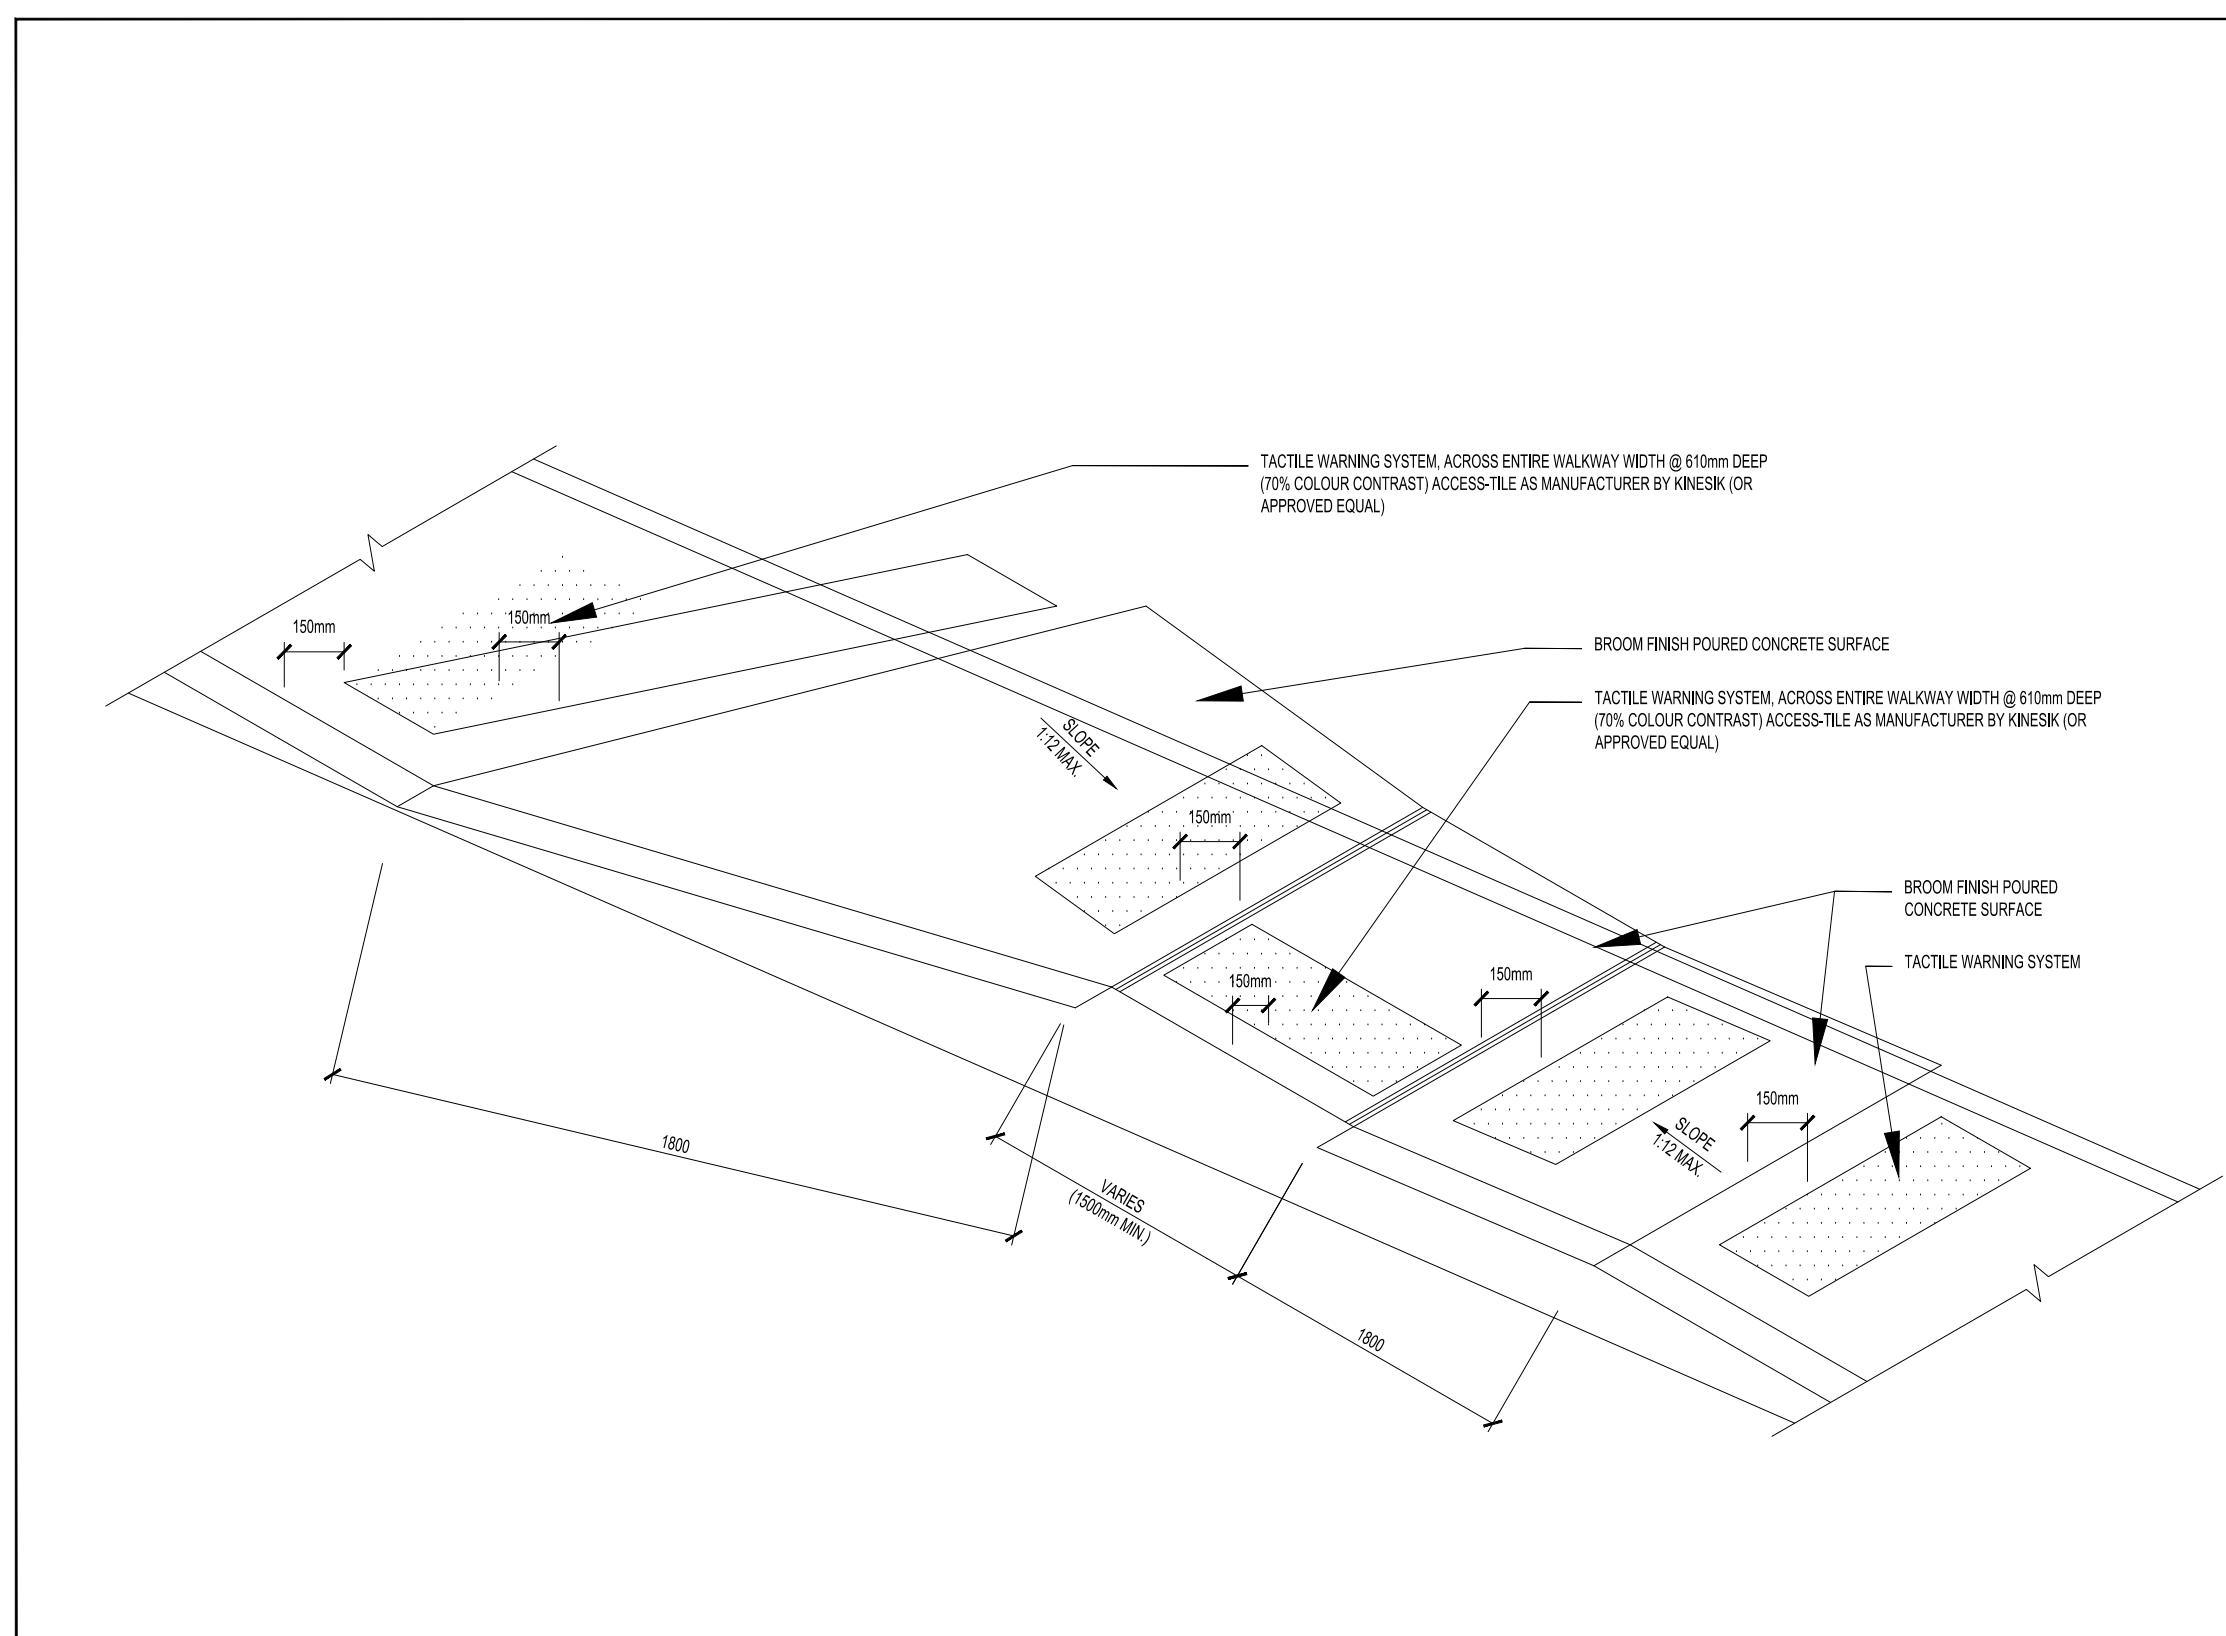 TACTILE WARNING SYSTEM, ACROSS ENTIRE WALKWAY WIDTH @ 610mm DEEP
(70% COLOUR CONTRAST) ACCESS-TILE AS MANUFACTURER BY KINESIK (OR
APPROVED EQUAL)
150mm
150mm
BROOM FINISH POURED CONCRETE SURFACE
TACTILE WARNING SYSTEM, ACROSS ENTIRE WALKWAY WIDTH @ 610mm DEEP
(70% COLOUR CONTRAST) ACCESS-TILE AS MANUFACTURER BY KINESIK (OR
APPROVED EQUAL)
SLOPE
1:12 MAX.
150mm
BROOM FINISH POURED
CONCRETE SURFACE
TACTILE WARNING SYSTEM
150mm
150mm
150mm
SLOPE
1:12 MAX.
1800
VARIES
(1500mm MIN.)
1800